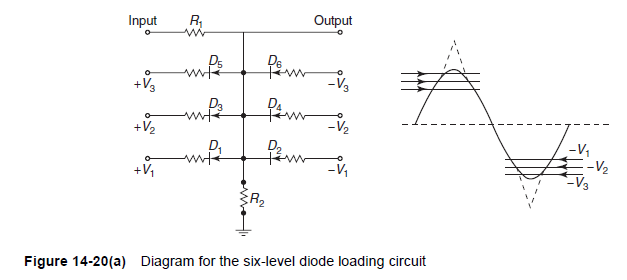 Input R₁ Output
D₅ D₆
+V₃ -V₃
D₃ D₄
+V₂ -V₂
D₁ D₂
+V₁ -V₁
R₂
-V₁
-V₂
-V₃
Figure 14-20(a) Diagram for the six-level diode loading circuit